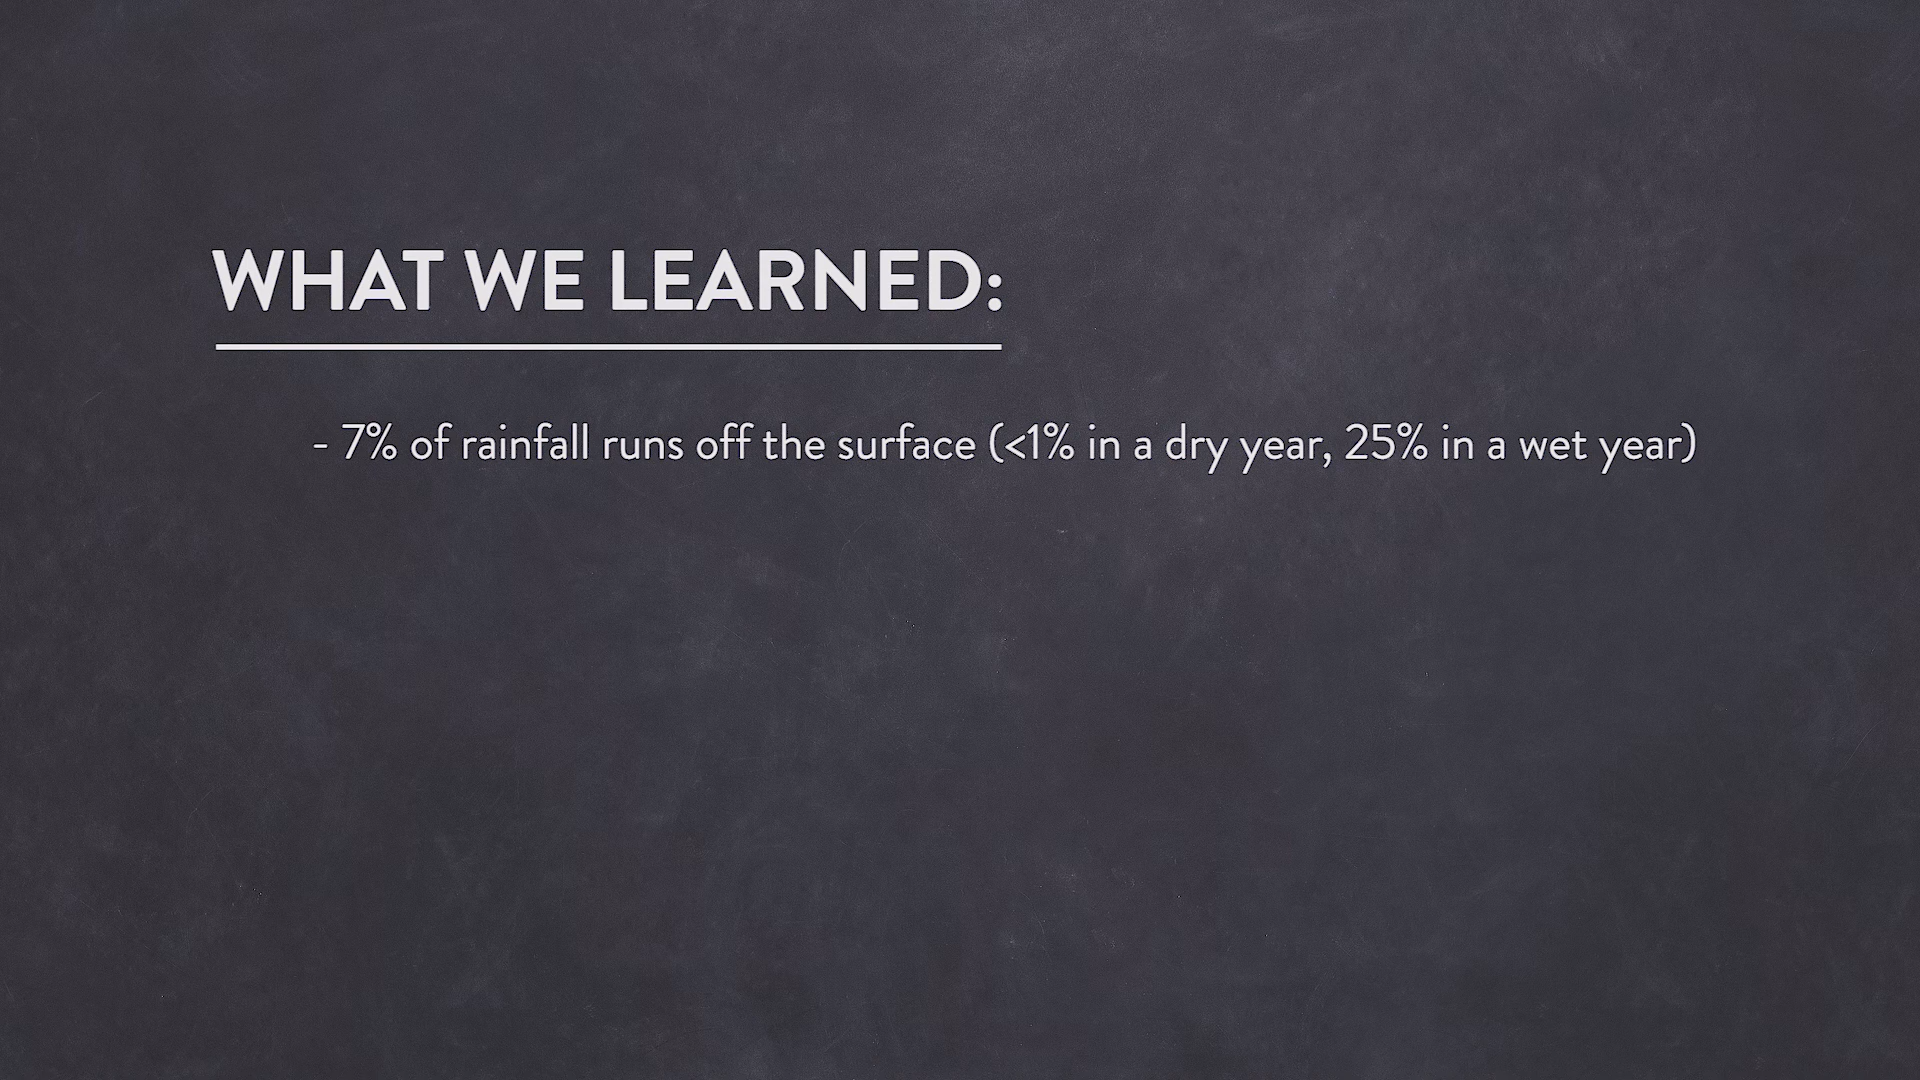 WHAT WE LEARNED:
- 7% of rainfall runs off the surface (<1% in a dry year, 25% in a wet year)